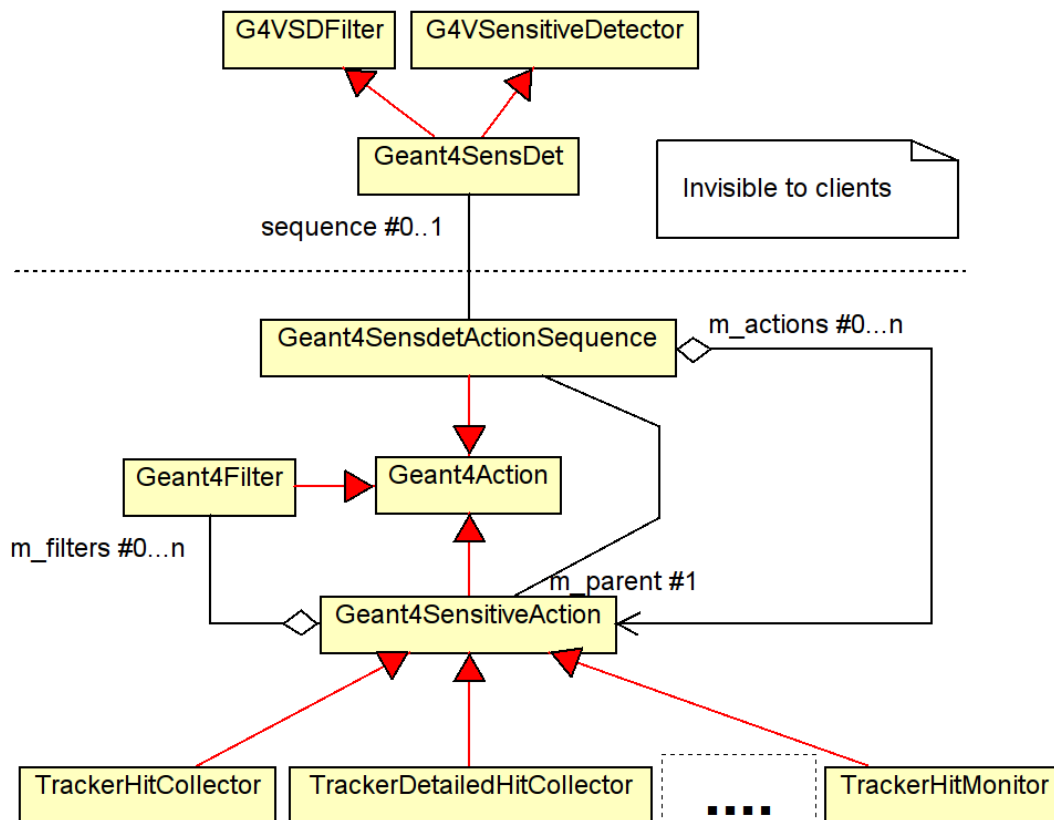 G4VSDFilter
G4VSensitiveDetector
Geant4SensDet
Invisible to clients
sequence #0..1
Geant4SensdetActionSequence
m_actions #0...n
Geant4Filter
Geant4Action
m_filters #0...n
m_parent #1
Geant4SensitiveAction
TrackerHitCollector
TrackerDetailedHitCollector
....
TrackerHitMonitor